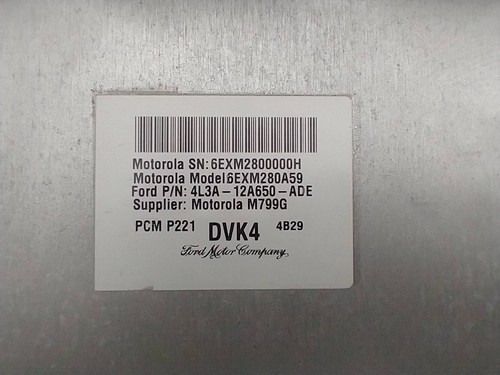 Motorola SN:6EXM2800000H
Motorola Model6EXM280A59
Ford P/N: 4L3A-12A650-ADE
Supplier: Motorola M799G
PCM P221 DVK4 4B29
Ford Motor Company,